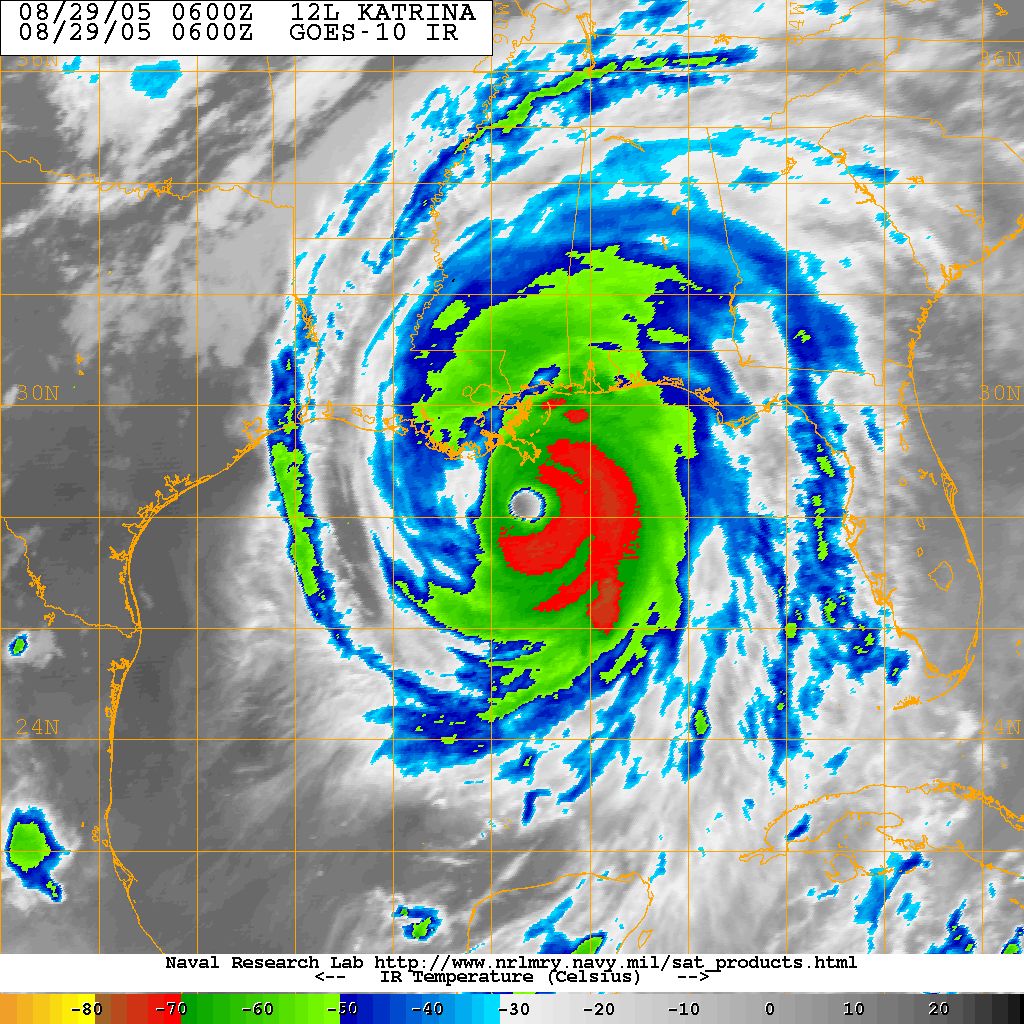 08/29/05 0600Z 12L KATRINA
08/29/05 0600Z GOES-10 IR
36N
30N 30N
24N 24N
Naval Research Lab http://www.nrlmry.navy.mil/sat_products.html
<-- IR Temperature (Celsius) -->
-80 -70 -60 -50 -40 -30 -20 -10 0 10 20